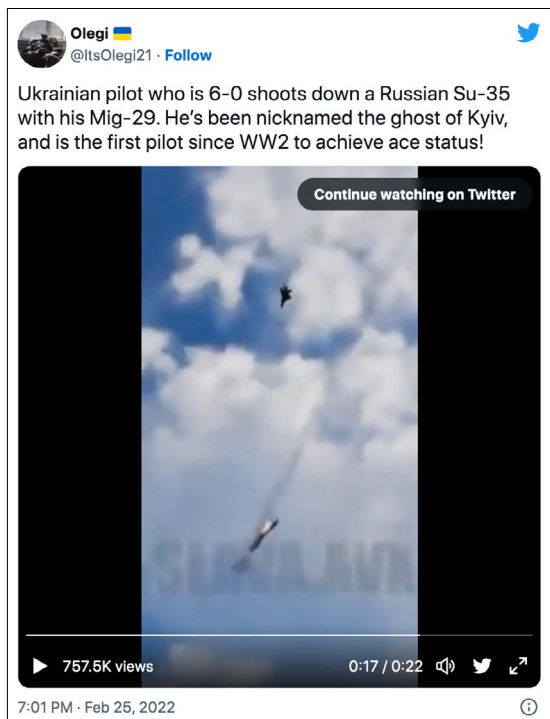 Olegi 🇺🇦
@ItsOlegi21 · Follow
Ukrainian pilot who is 6-0 shoots down a Russian Su-35
with his Mig-29. He's been nicknamed the ghost of Kyiv,
and is the first pilot since WW2 to achieve ace status!
Continue watching on Twitter
757.5K views
0:17 / 0:22
7:01 PM · Feb 25, 2022